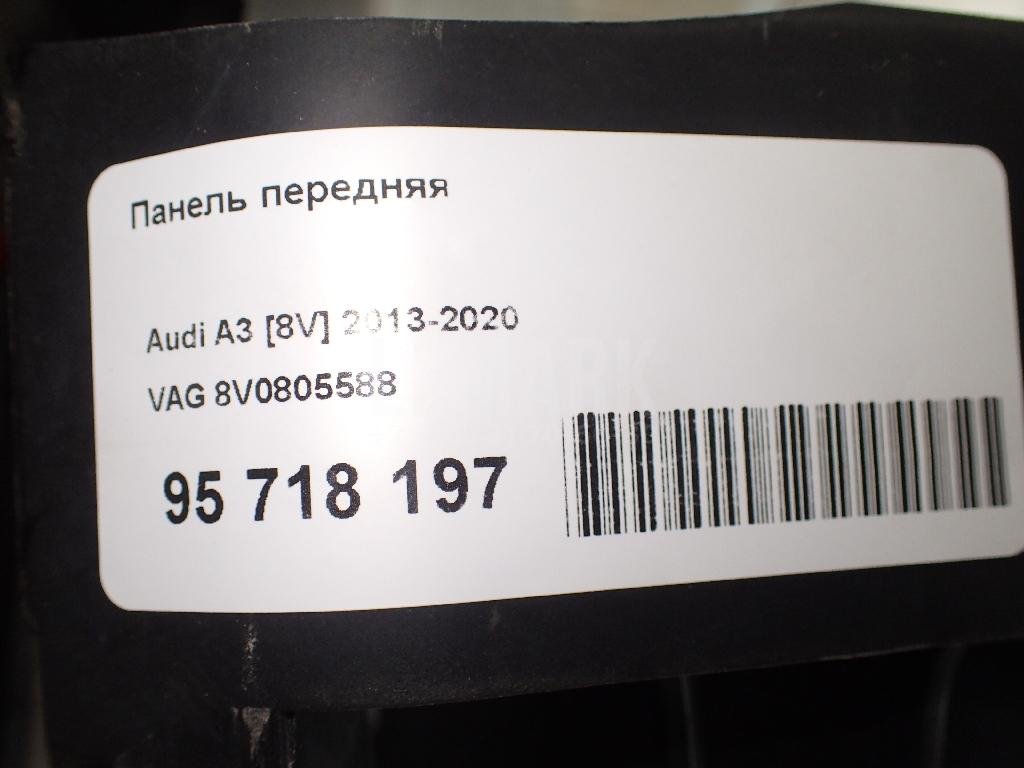 Панель передняя
Audi A3 [8V] 2013-2020
VAG 8V0805588
95 718 197